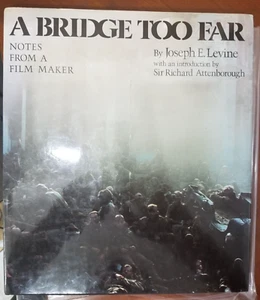 A BRIDGE TOO FAR
NOTES
FROM A
FILM MAKER
By Joseph E. Levine
with an introduction by
Sir Richard Attenborough